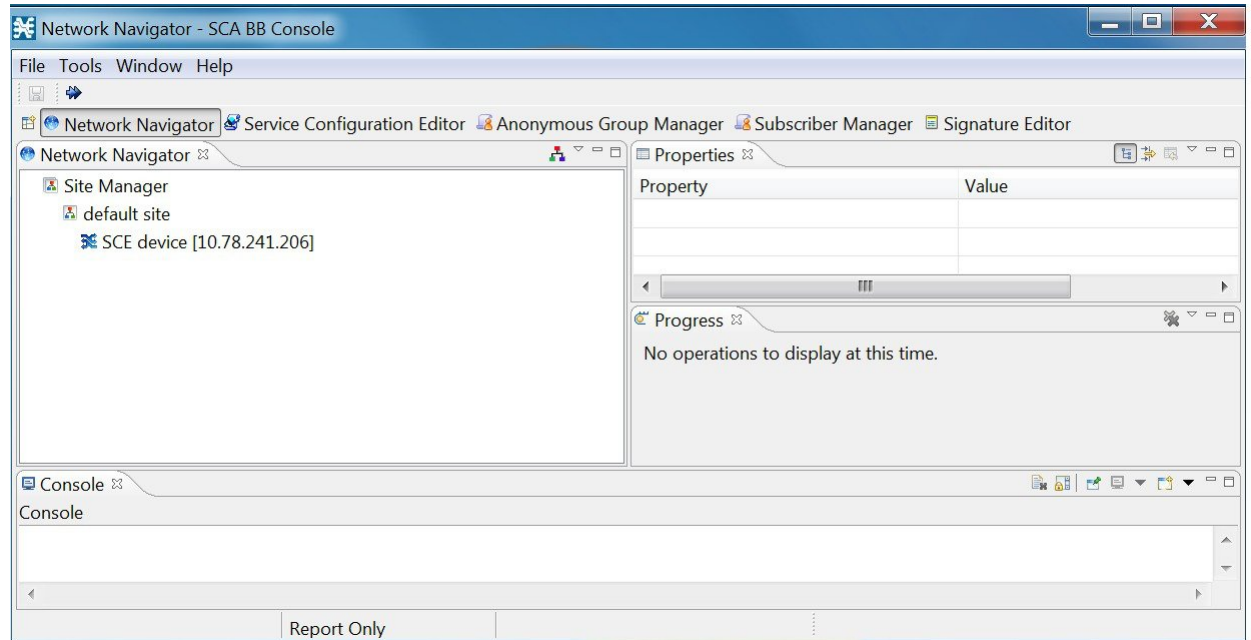 Network Navigator - SCA BB Console
File Tools Window Help
Network Navigator Service Configuration Editor Anonymous Group Manager Subscriber Manager Signature Editor
Network Navigator
Properties
Site Manager
default site
SCE device [10.78.241.206]
Property Value
Progress
No operations to display at this time.
Console
Console
Report Only